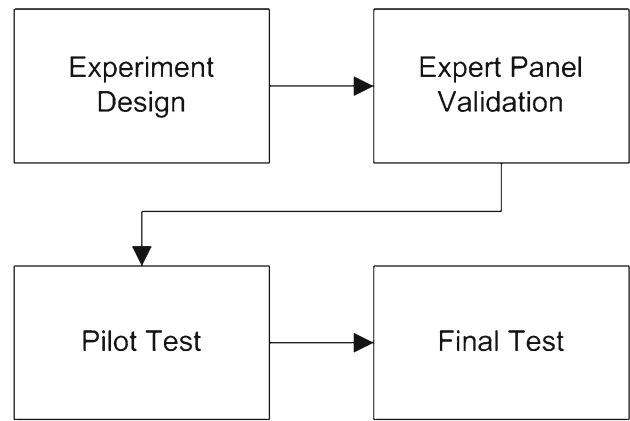 Experiment
Design
Expert Panel
Validation
Pilot Test
Final Test